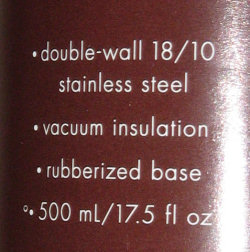 • double-wall 18/10
stainless steel
• vacuum insulation
• rubberized base
• 500 mL/17.5 fl oz